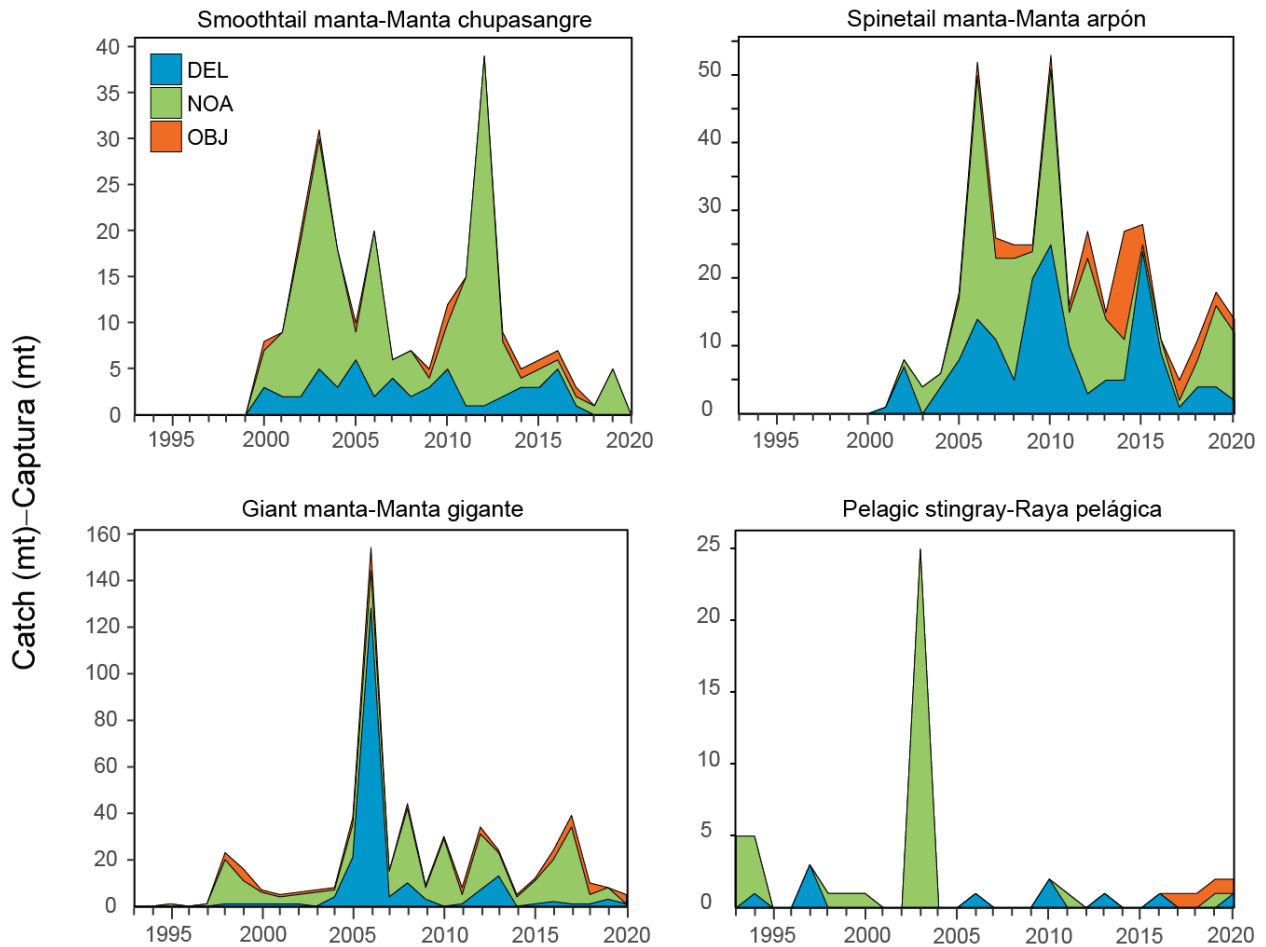 Smoothtail manta-Manta chupasangre
40
35
30
25
20
15
10
5
0
DEL
NOA
OBJ
1995 2000 2005 2010 2015 2020
Spinetail manta-Manta arpón
50
40
30
20
10
0
1995 2000 2005 2010 2015 2020
Catch (mt)–Captura (mt)
Giant manta-Manta gigante
160
140
120
100
80
60
40
20
0
1995 2000 2005 2010 2015 2020
Pelagic stingray-Raya pelágica
25
20
15
10
5
0
1995 2000 2005 2010 2015 2020